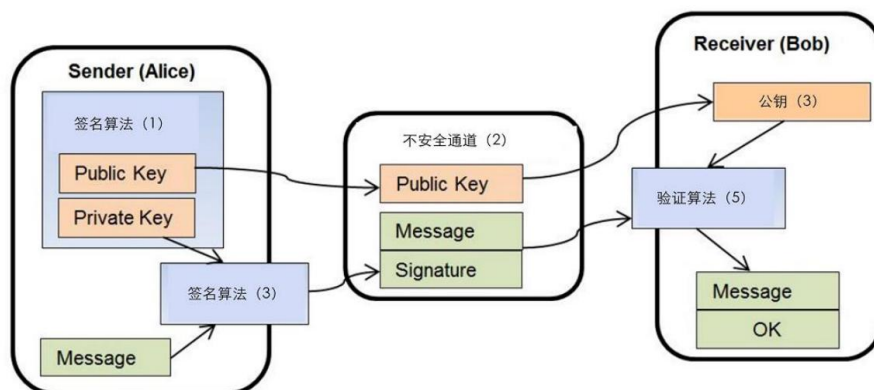 Sender (Alice)
签名算法（1）
Public Key
Private Key
签名算法（3）
Message
不安全通道（2）
Public Key
Message
Signature
Receiver (Bob)
公钥（3）
验证算法（5）
Message
OK